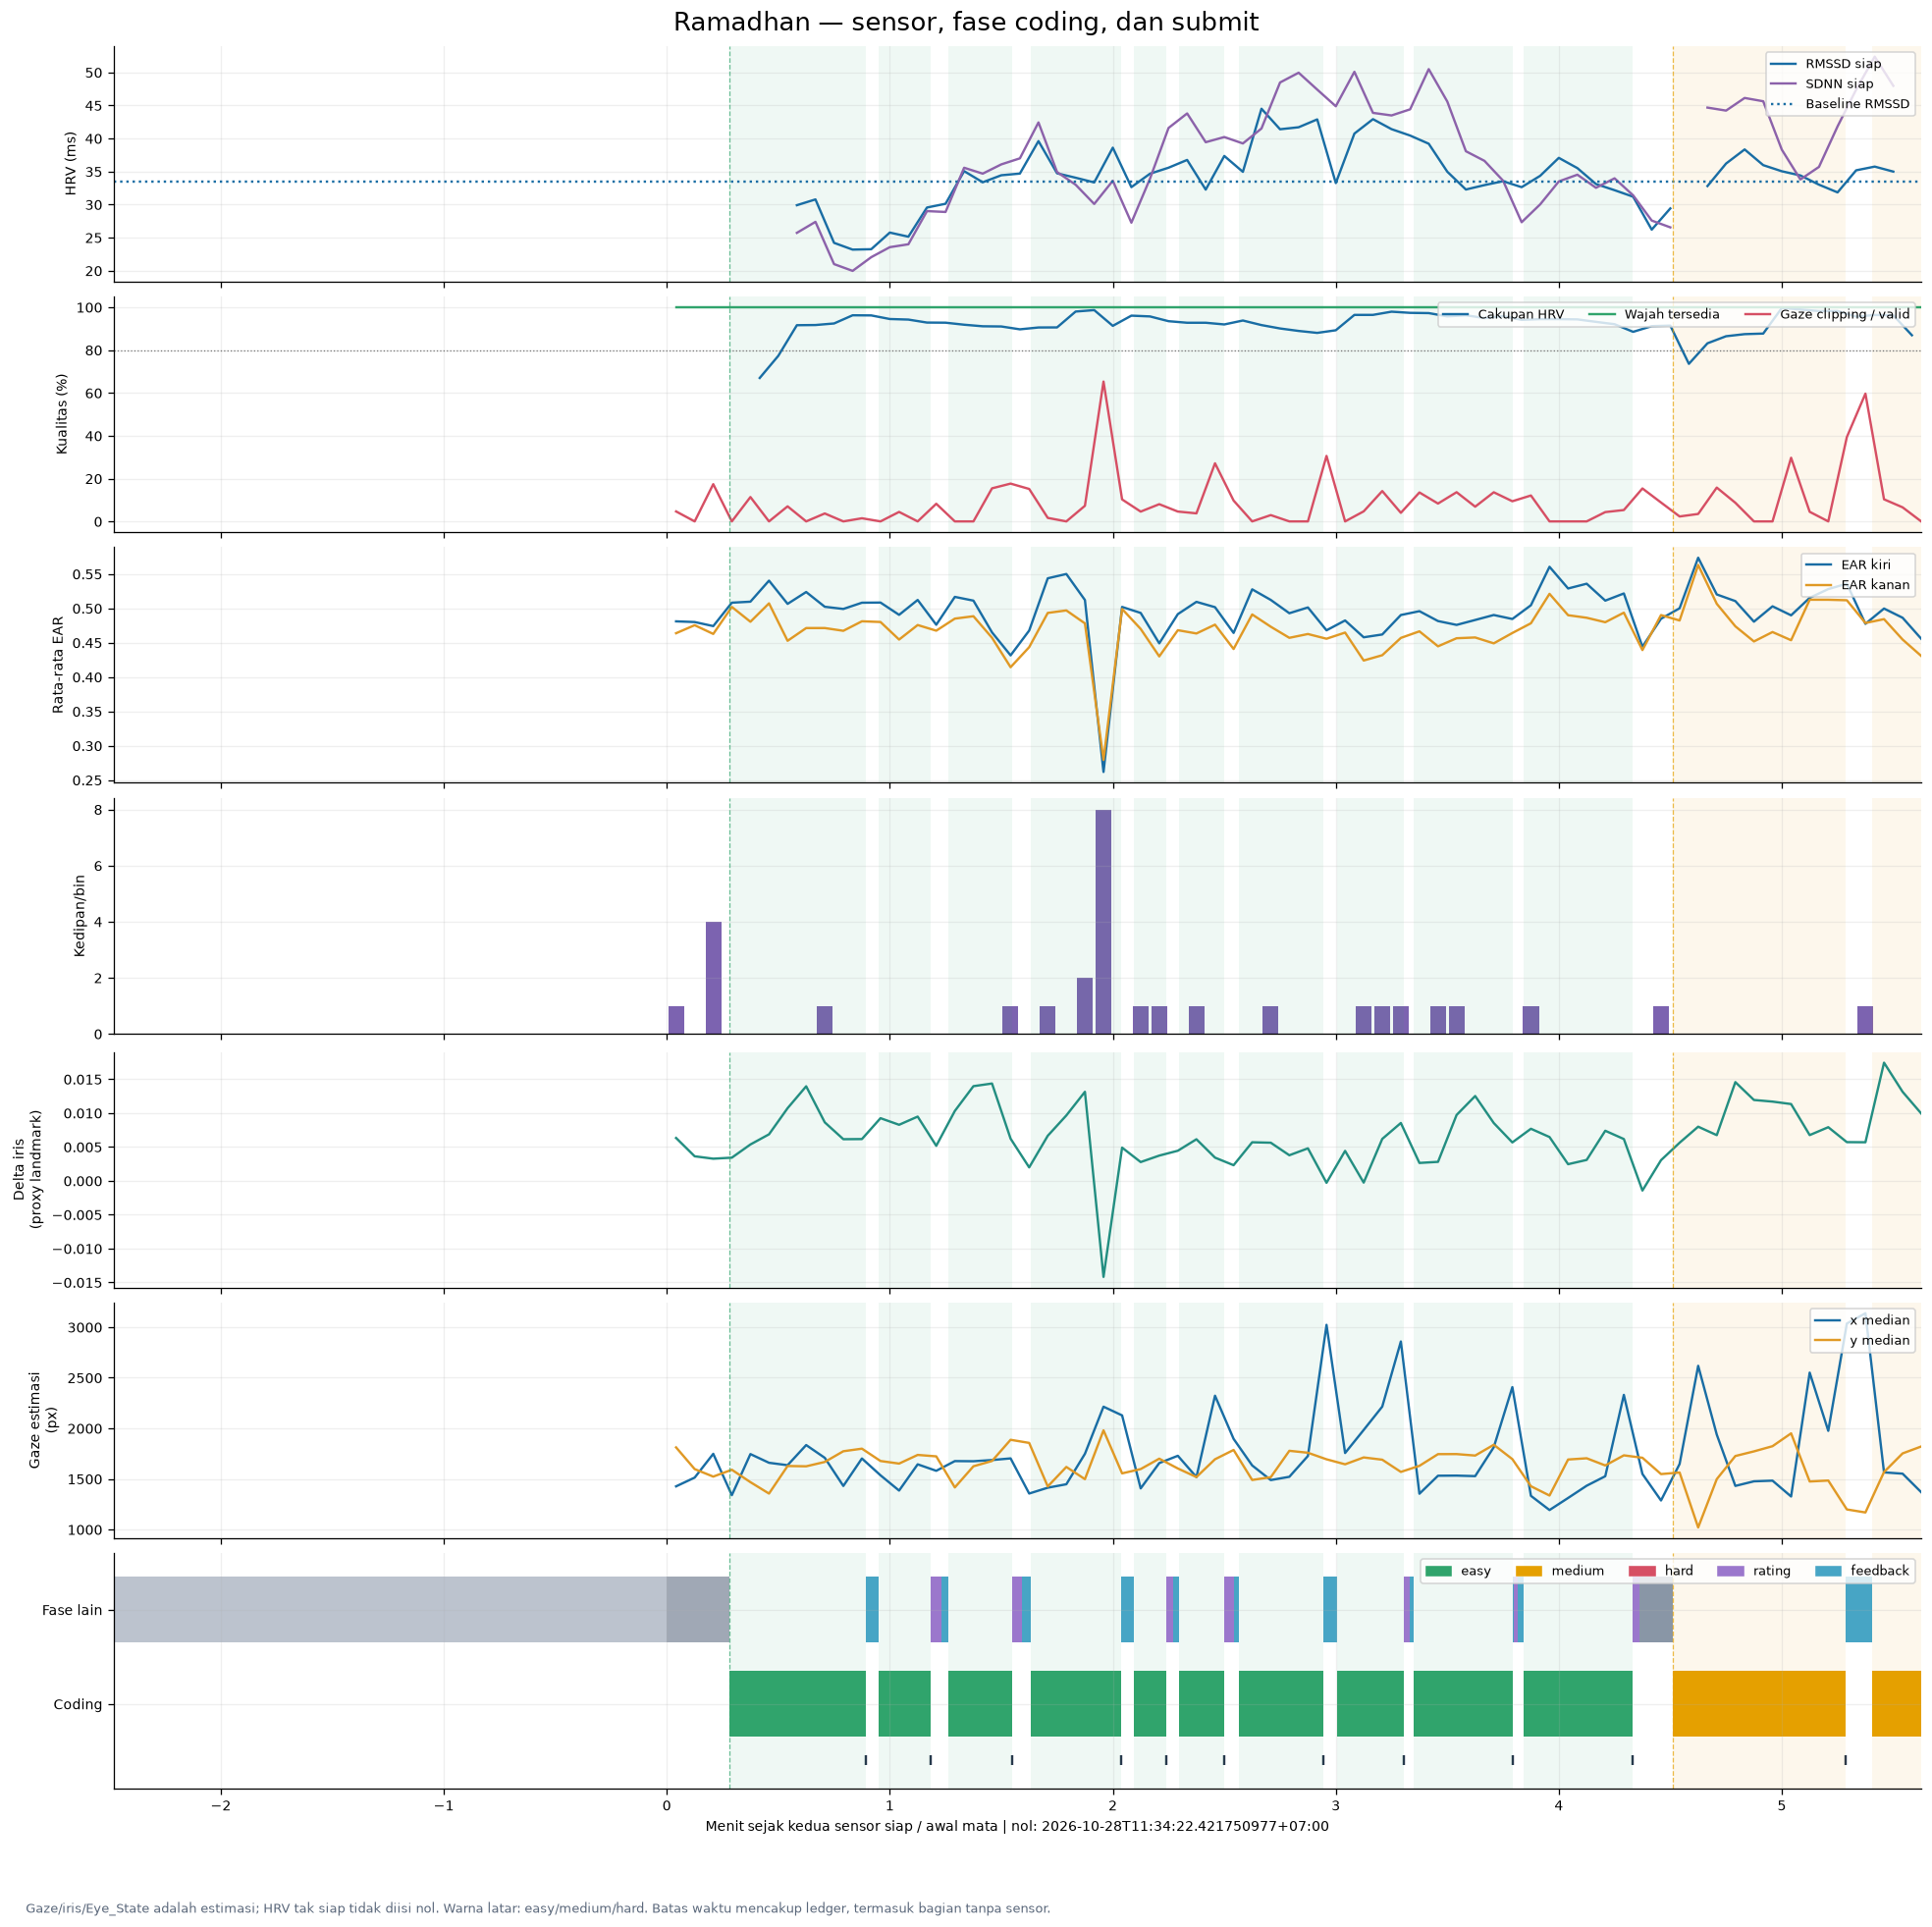 Ramadhan — sensor, fase coding, dan submit
HRV (ms)
50
45
40
35
30
25
20
RMSSD siap
SDNN siap
Baseline RMSSD
Kualitas (%)
100
80
60
40
20
0
Cakupan HRV
Wajah tersedia
Gaze clipping / valid
Rata-rata EAR
0.55
0.50
0.45
0.40
0.35
0.30
0.25
EAR kiri
EAR kanan
Kedipan/bin
8
6
4
2
0
Delta iris
(proxy landmark)
0.015
0.010
0.005
0.000
−0.005
−0.010
−0.015
Gaze estimasi
(px)
3000
2500
2000
1500
1000
x median
y median
easy
medium
hard
rating
feedback
Fase lain
Coding
−2
−1
0
1
2
3
4
5
Menit sejak kedua sensor siap / awal mata | nol: 2026-10-28T11:34:22.421750977+07:00
Gaze/iris/Eye_State adalah estimasi; HRV tak siap tidak diisi nol. Warna latar: easy/medium/hard. Batas waktu mencakup ledger, termasuk bagian tanpa sensor.